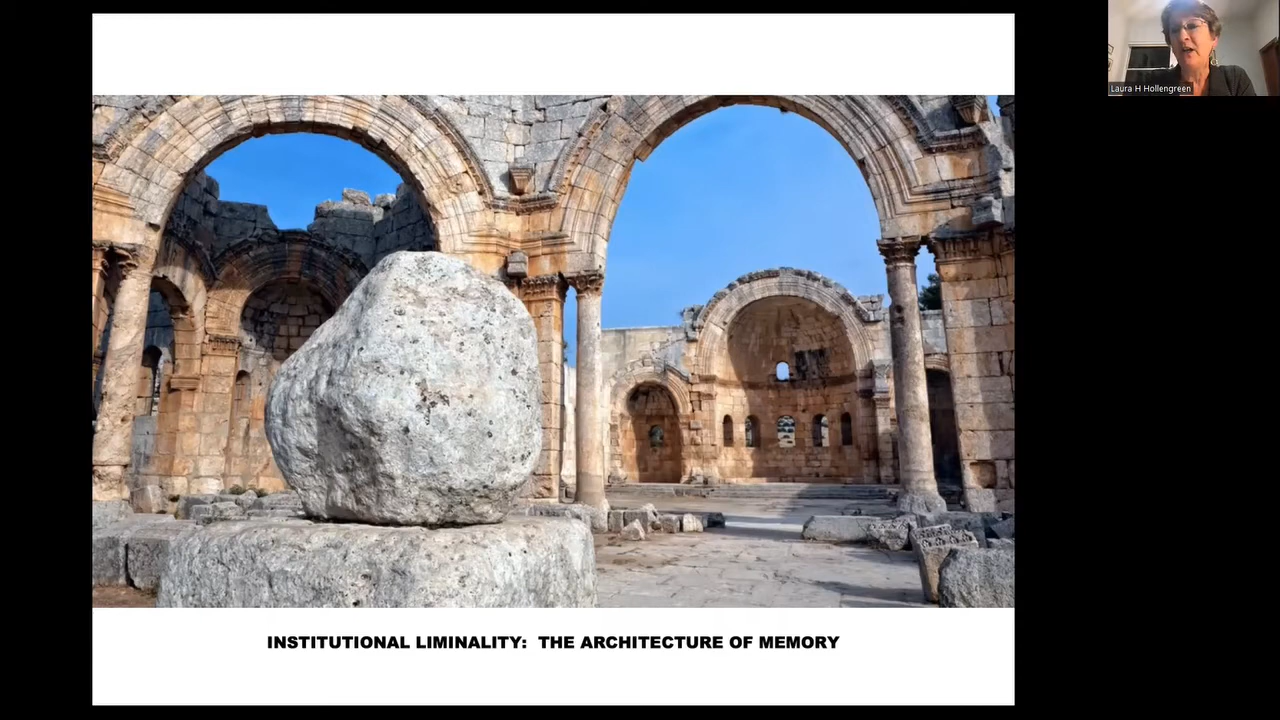 Laura H Hollengreen
INSTITUTIONAL LIMINALITY: THE ARCHITECTURE OF MEMORY